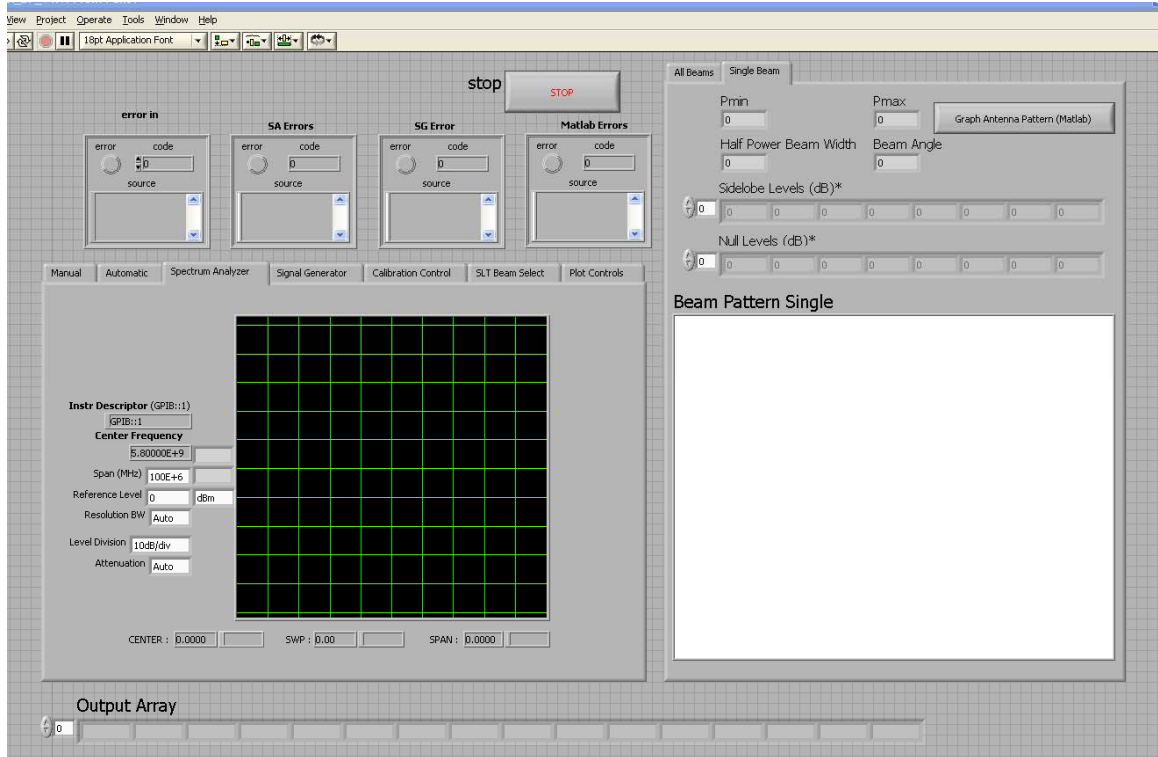 View Project Operate Tools Window Help
18pt Application Font
stop
STOP
error in
error code
0
source
SA Errors
error code
0
source
SG Error
error code
0
source
Matlab Errors
error code
0
source
Manual Automatic Spectrum Analyzer Signal Generator Calibration Control SLT Beam Select Plot Controls
Instr Descriptor (GPIB::1)
GPIB::1
Center Frequency
5.80000E+9
Span (MHz) 100E+6
Reference Level 0 dBm
Resolution BW Auto
Level Division 10dB/div
Attenuation Auto
CENTER : 0.0000 SWP : 0.00 SPAN : 0.0000
All Beams Single Beam
Pmin Pmax
0 0
Graph Antenna Pattern (Matlab)
Half Power Beam Width Beam Angle
0 0
Sidelobe Levels (dB)*
0 0 0 0 0 0 0 0 0
Null Levels (dB)*
0 0 0 0 0 0 0 0 0
Beam Pattern Single
Output Array
0